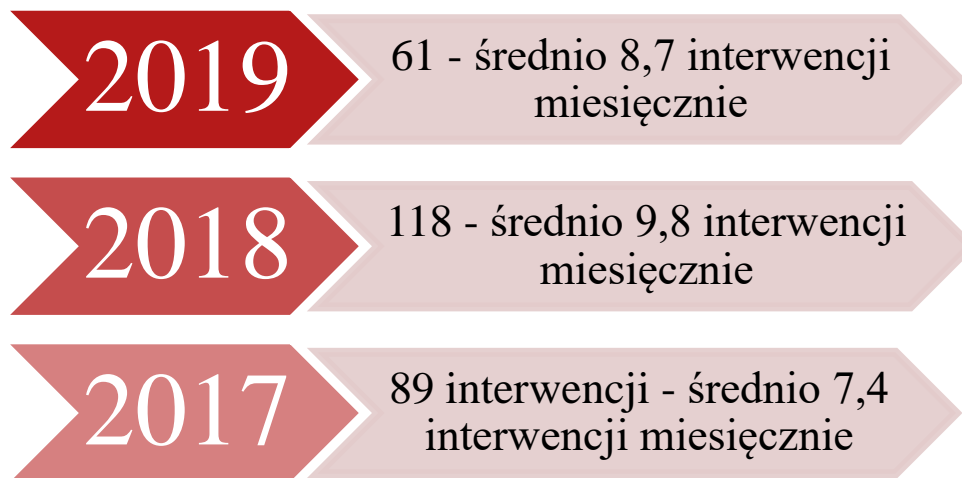 2019
61 - średnio 8,7 interwencji
miesięcznie
2018
118 - średnio 9,8 interwencji
miesięcznie
2017
89 interwencji - średnio 7,4
interwencji miesięcznie